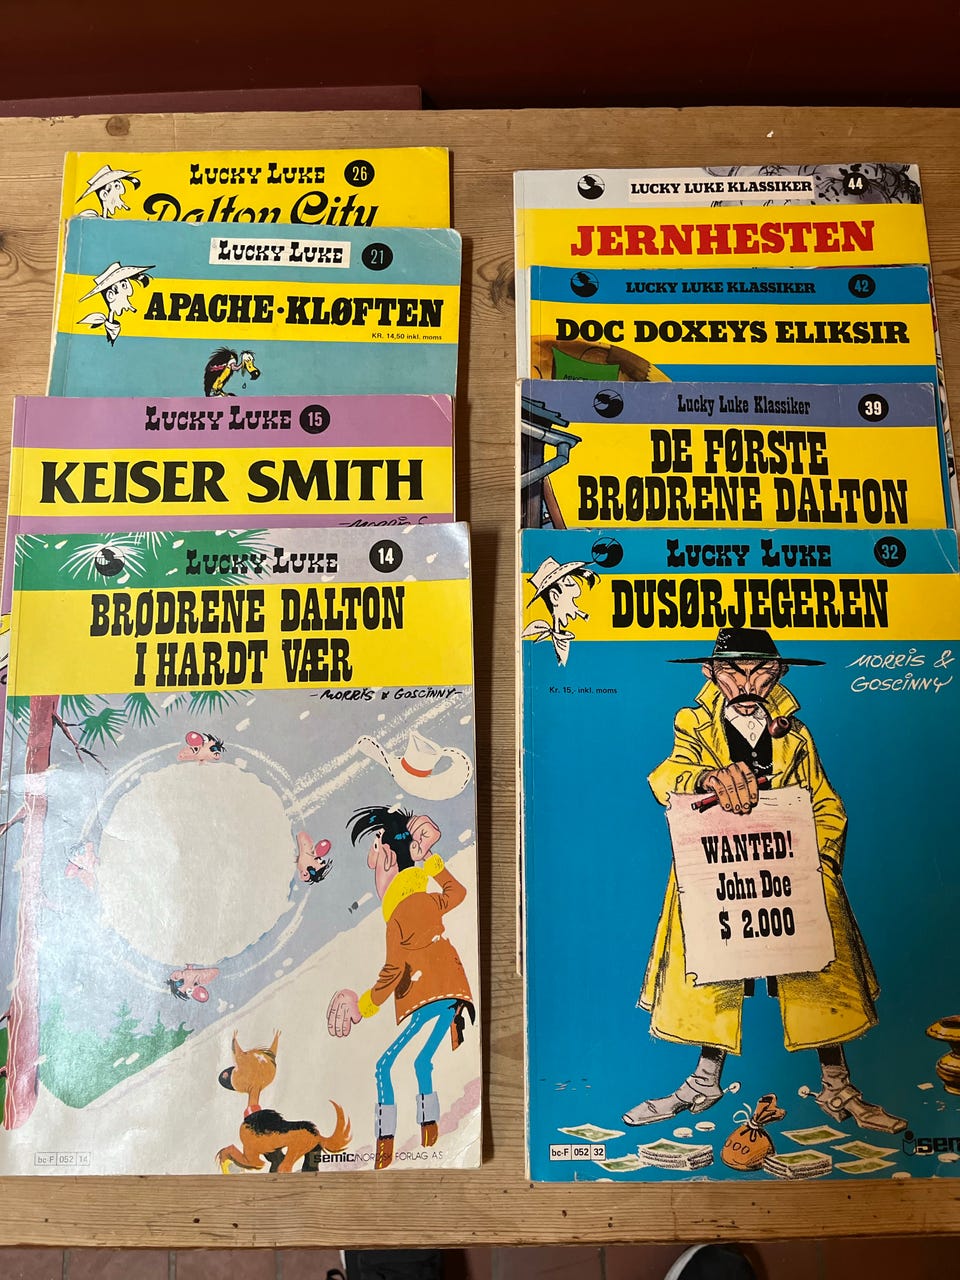 LUCKY LUKE 26
Dalton City
LUCKY LUKE 21
APACHE·KLØFTEN
KR. 14,50 inkl. moms
LUCKY LUKE 15
KEISER SMITH
LUCKY LUKE 14
BRØDRENE DALTON
I HARDT VÆR
-MORRIS & GOSCINNY-
bc-F 052 14
semic/NORDISK FORLAG AS
LUCKY LUKE KLASSIKER 44
JERNHESTEN
LUCKY LUKE KLASSIKER 42
DOC DOXEYS ELIKSIR
Lucky Luke Klassiker 39
DE FØRSTE
BRØDRENE DALTON
LUCKY LUKE 32
DUSØRJEGEREN
MORRIS &
GOSCINNY
Kr. 15,- inkl. moms
WANTED!
John Doe
$ 2.000
bc-F 052 32
sem